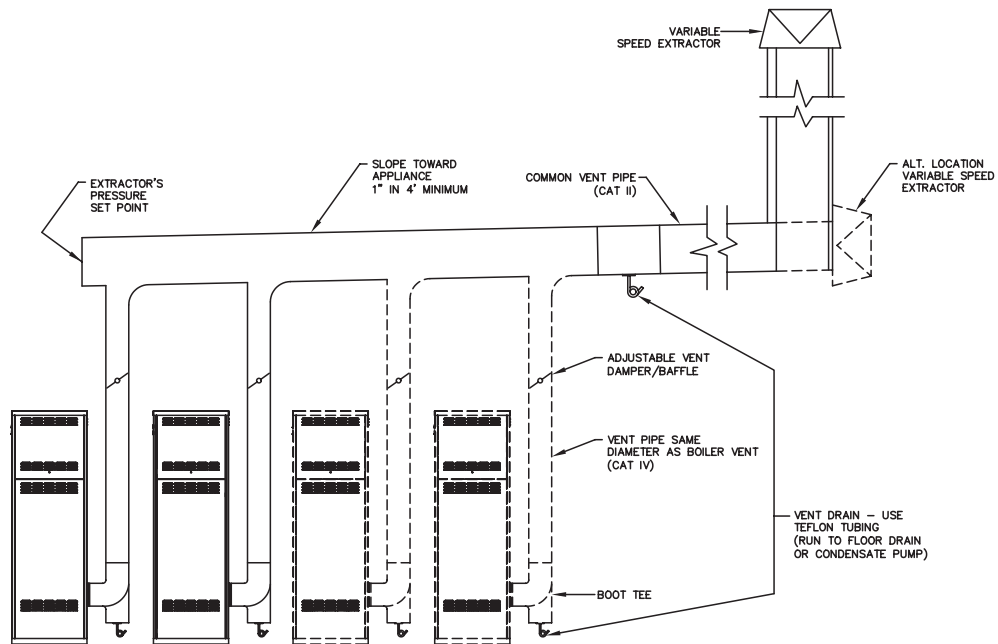 VARIABLE
SPEED EXTRACTOR
SLOPE TOWARD
APPLIANCE
1" IN 4' MINIMUM
EXTRACTOR'S
PRESSURE
SET POINT
COMMON VENT PIPE
(CAT II)
ALT. LOCATION
VARIABLE SPEED
EXTRACTOR
ADJUSTABLE VENT
DAMPER/BAFFLE
VENT PIPE SAME
DIAMETER AS BOILER VENT
(CAT IV)
VENT DRAIN – USE
TEFLON TUBING
(RUN TO FLOOR DRAIN
OR CONDENSATE PUMP)
BOOT TEE